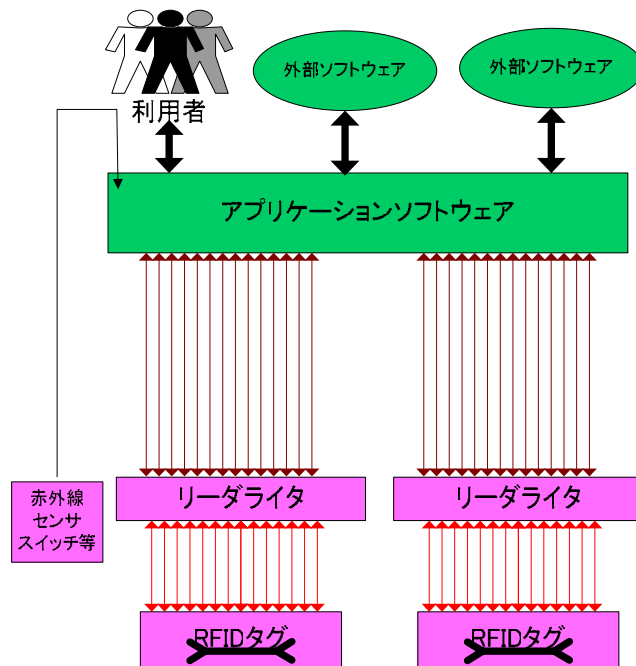 外部ソフトウェア
外部ソフトウェア
利用者
アプリケーションソフトウェア
赤外線
センサ
スイッチ等
リーダライタ
リーダライタ
RFIDタグ
RFIDタグ